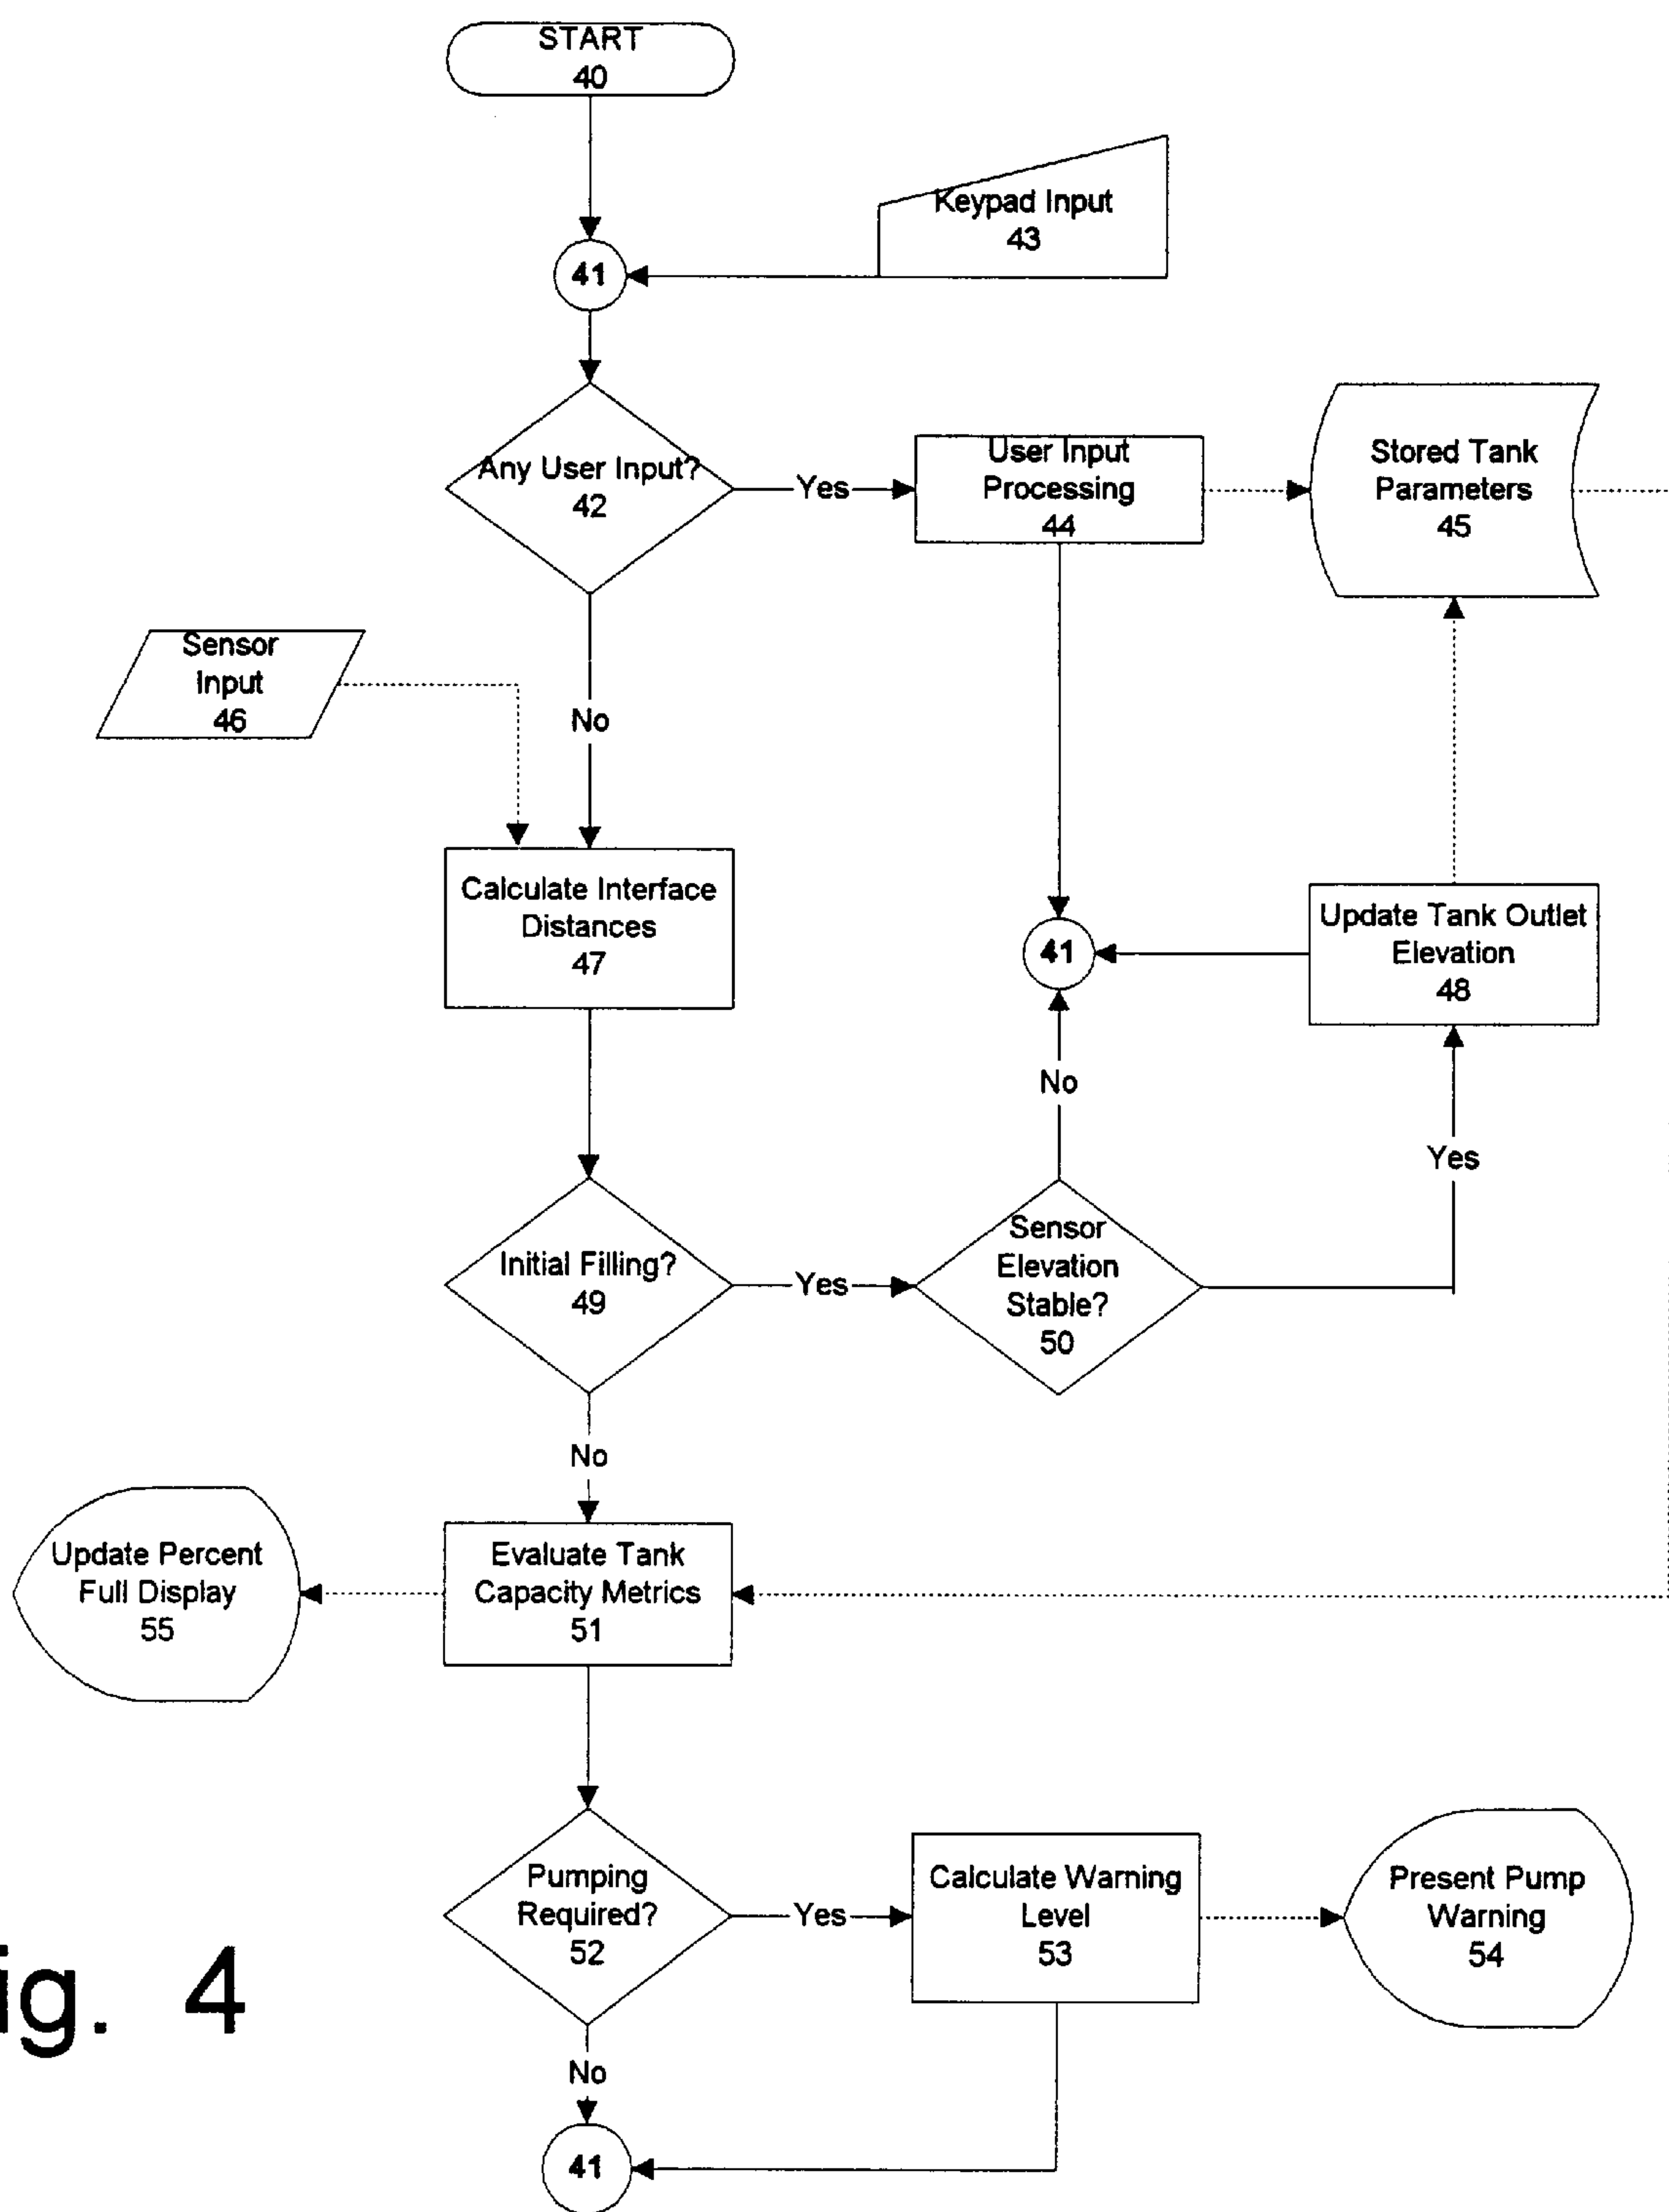 START
40
Keypad Input
43
41
Any User Input?
42
Yes
User Input
Processing
44
Stored Tank
Parameters
45
Sensor
Input
46
No
Calculate Interface
Distances
47
41
Update Tank Outlet
Elevation
48
No
Yes
Initial Filling?
49
Yes
Sensor
Elevation
Stable?
50
No
Update Percent
Full Display
55
Evaluate Tank
Capacity Metrics
51
Pumping
Required?
52
Yes
Calculate Warning
Level
53
Present Pump
Warning
54
ig. 4
No
41